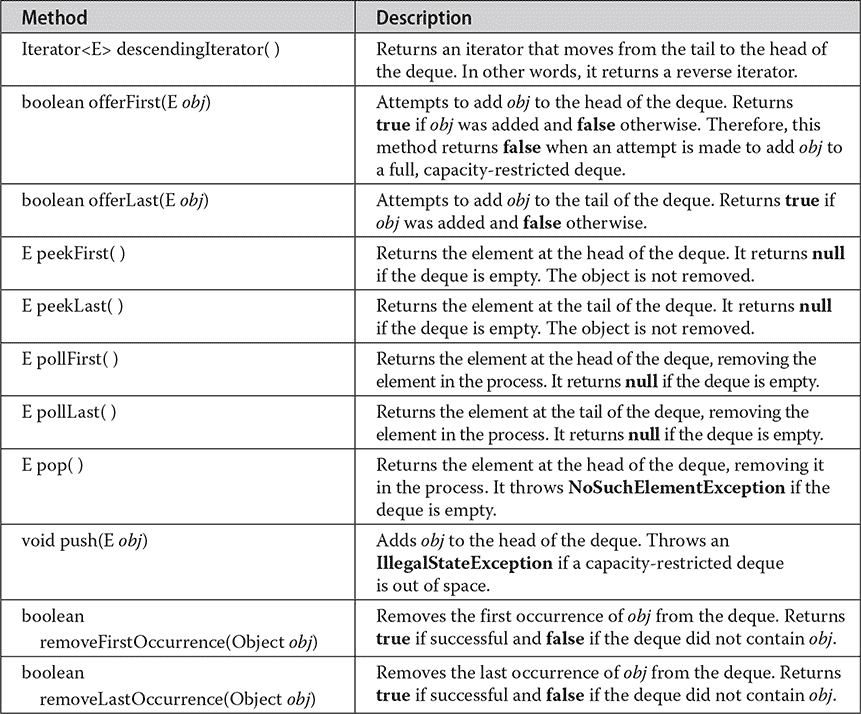 Method Description
Iterator<E> descendingIterator( ) Returns an iterator that moves from the tail to the head of
the deque. In other words, it returns a reverse iterator.
boolean offerFirst(E obj) Attempts to add obj to the head of the deque. Returns
true if obj was added and false otherwise. Therefore, this
method returns false when an attempt is made to add obj to
a full, capacity-restricted deque.
boolean offerLast(E obj) Attempts to add obj to the tail of the deque. Returns true if
obj was added and false otherwise.
E peekFirst( ) Returns the element at the head of the deque. It returns null
if the deque is empty. The object is not removed.
E peekLast( ) Returns the element at the tail of the deque. It returns null
if the deque is empty. The object is not removed.
E pollFirst( ) Returns the element at the head of the deque, removing the
element in the process. It returns null if the deque is empty.
E pollLast( ) Returns the element at the tail of the deque, removing the
element in the process. It returns null if the deque is empty.
E pop( ) Returns the element at the head of the deque, removing it
in the process. It throws NoSuchElementException if the
deque is empty.
void push(E obj) Adds obj to the head of the deque. Throws an
IllegalStateException if a capacity-restricted deque
is out of space.
boolean Removes the first occurrence of obj from the deque. Returns
removeFirstOccurrence(Object obj) true if successful and false if the deque did not contain obj.
boolean Removes the last occurrence of obj from the deque. Returns
removeLastOccurrence(Object obj) true if successful and false if the deque did not contain obj.